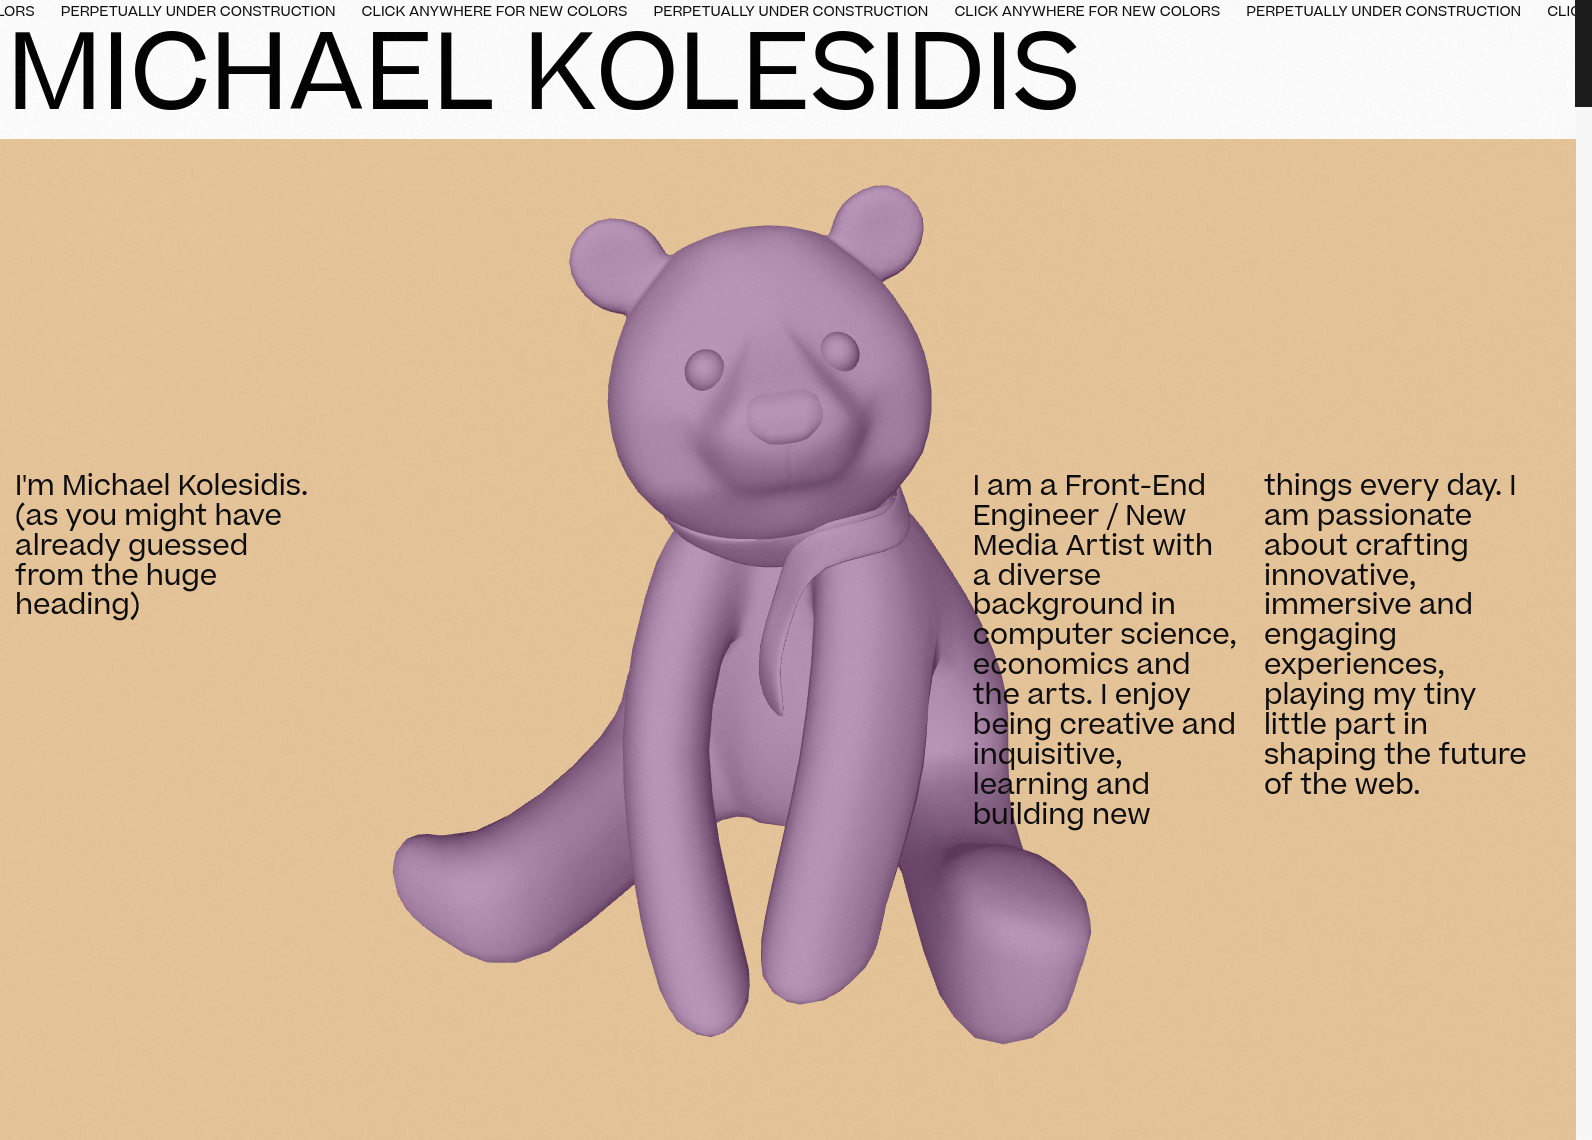 LORS PERPETUALLY UNDER CONSTRUCTION CLICK ANYWHERE FOR NEW COLORS PERPETUALLY UNDER CONSTRUCTION CLICK ANYWHERE FOR NEW COLORS PERPETUALLY UNDER CONSTRUCTION CLIC
MICHAEL KOLESIDIS
I'm Michael Kolesidis.
(as you might have
already guessed
from the huge
heading)
I am a Front-End
Engineer / New
Media Artist with
a diverse
background in
computer science,
economics and
the arts. I enjoy
being creative and
inquisitive,
learning and
building new
things every day. I
am passionate
about crafting
innovative,
immersive and
engaging
experiences,
playing my tiny
little part in
shaping the future
of the web.